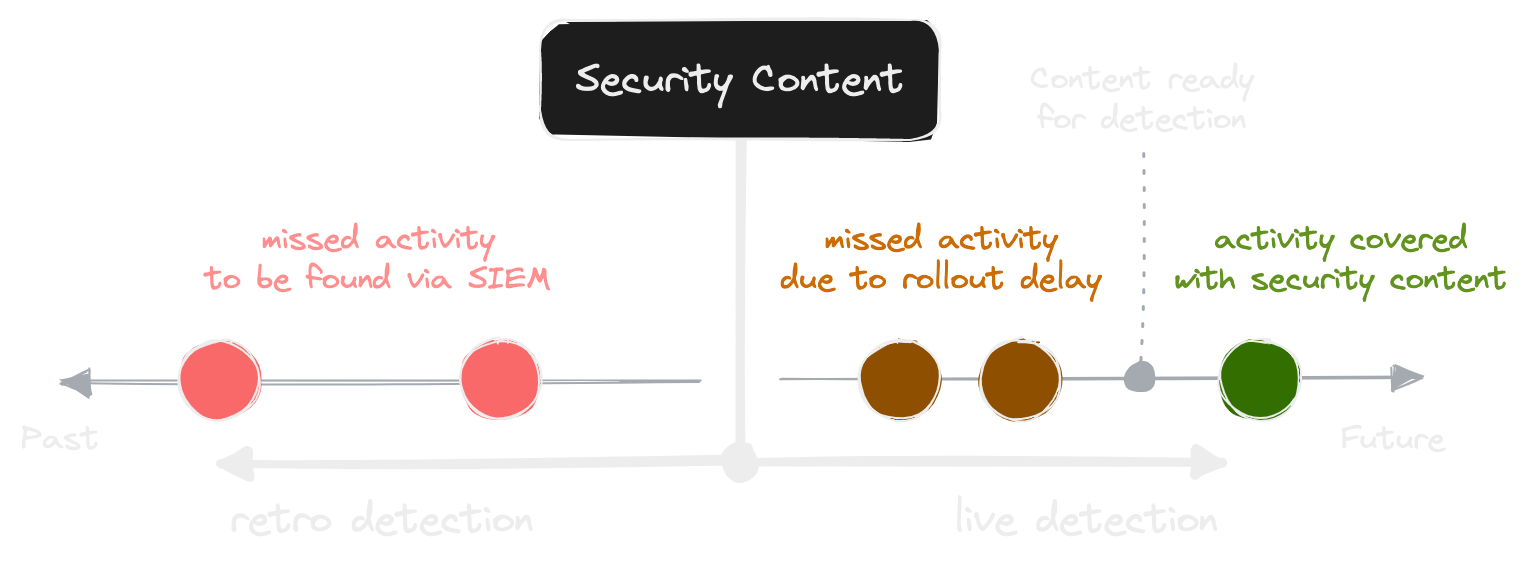 Security Content
Content ready
for detection
missed activity
to be found via SIEM
missed activity
due to rollout delay
activity covered
with security content
Past
Future
retro detection
live detection